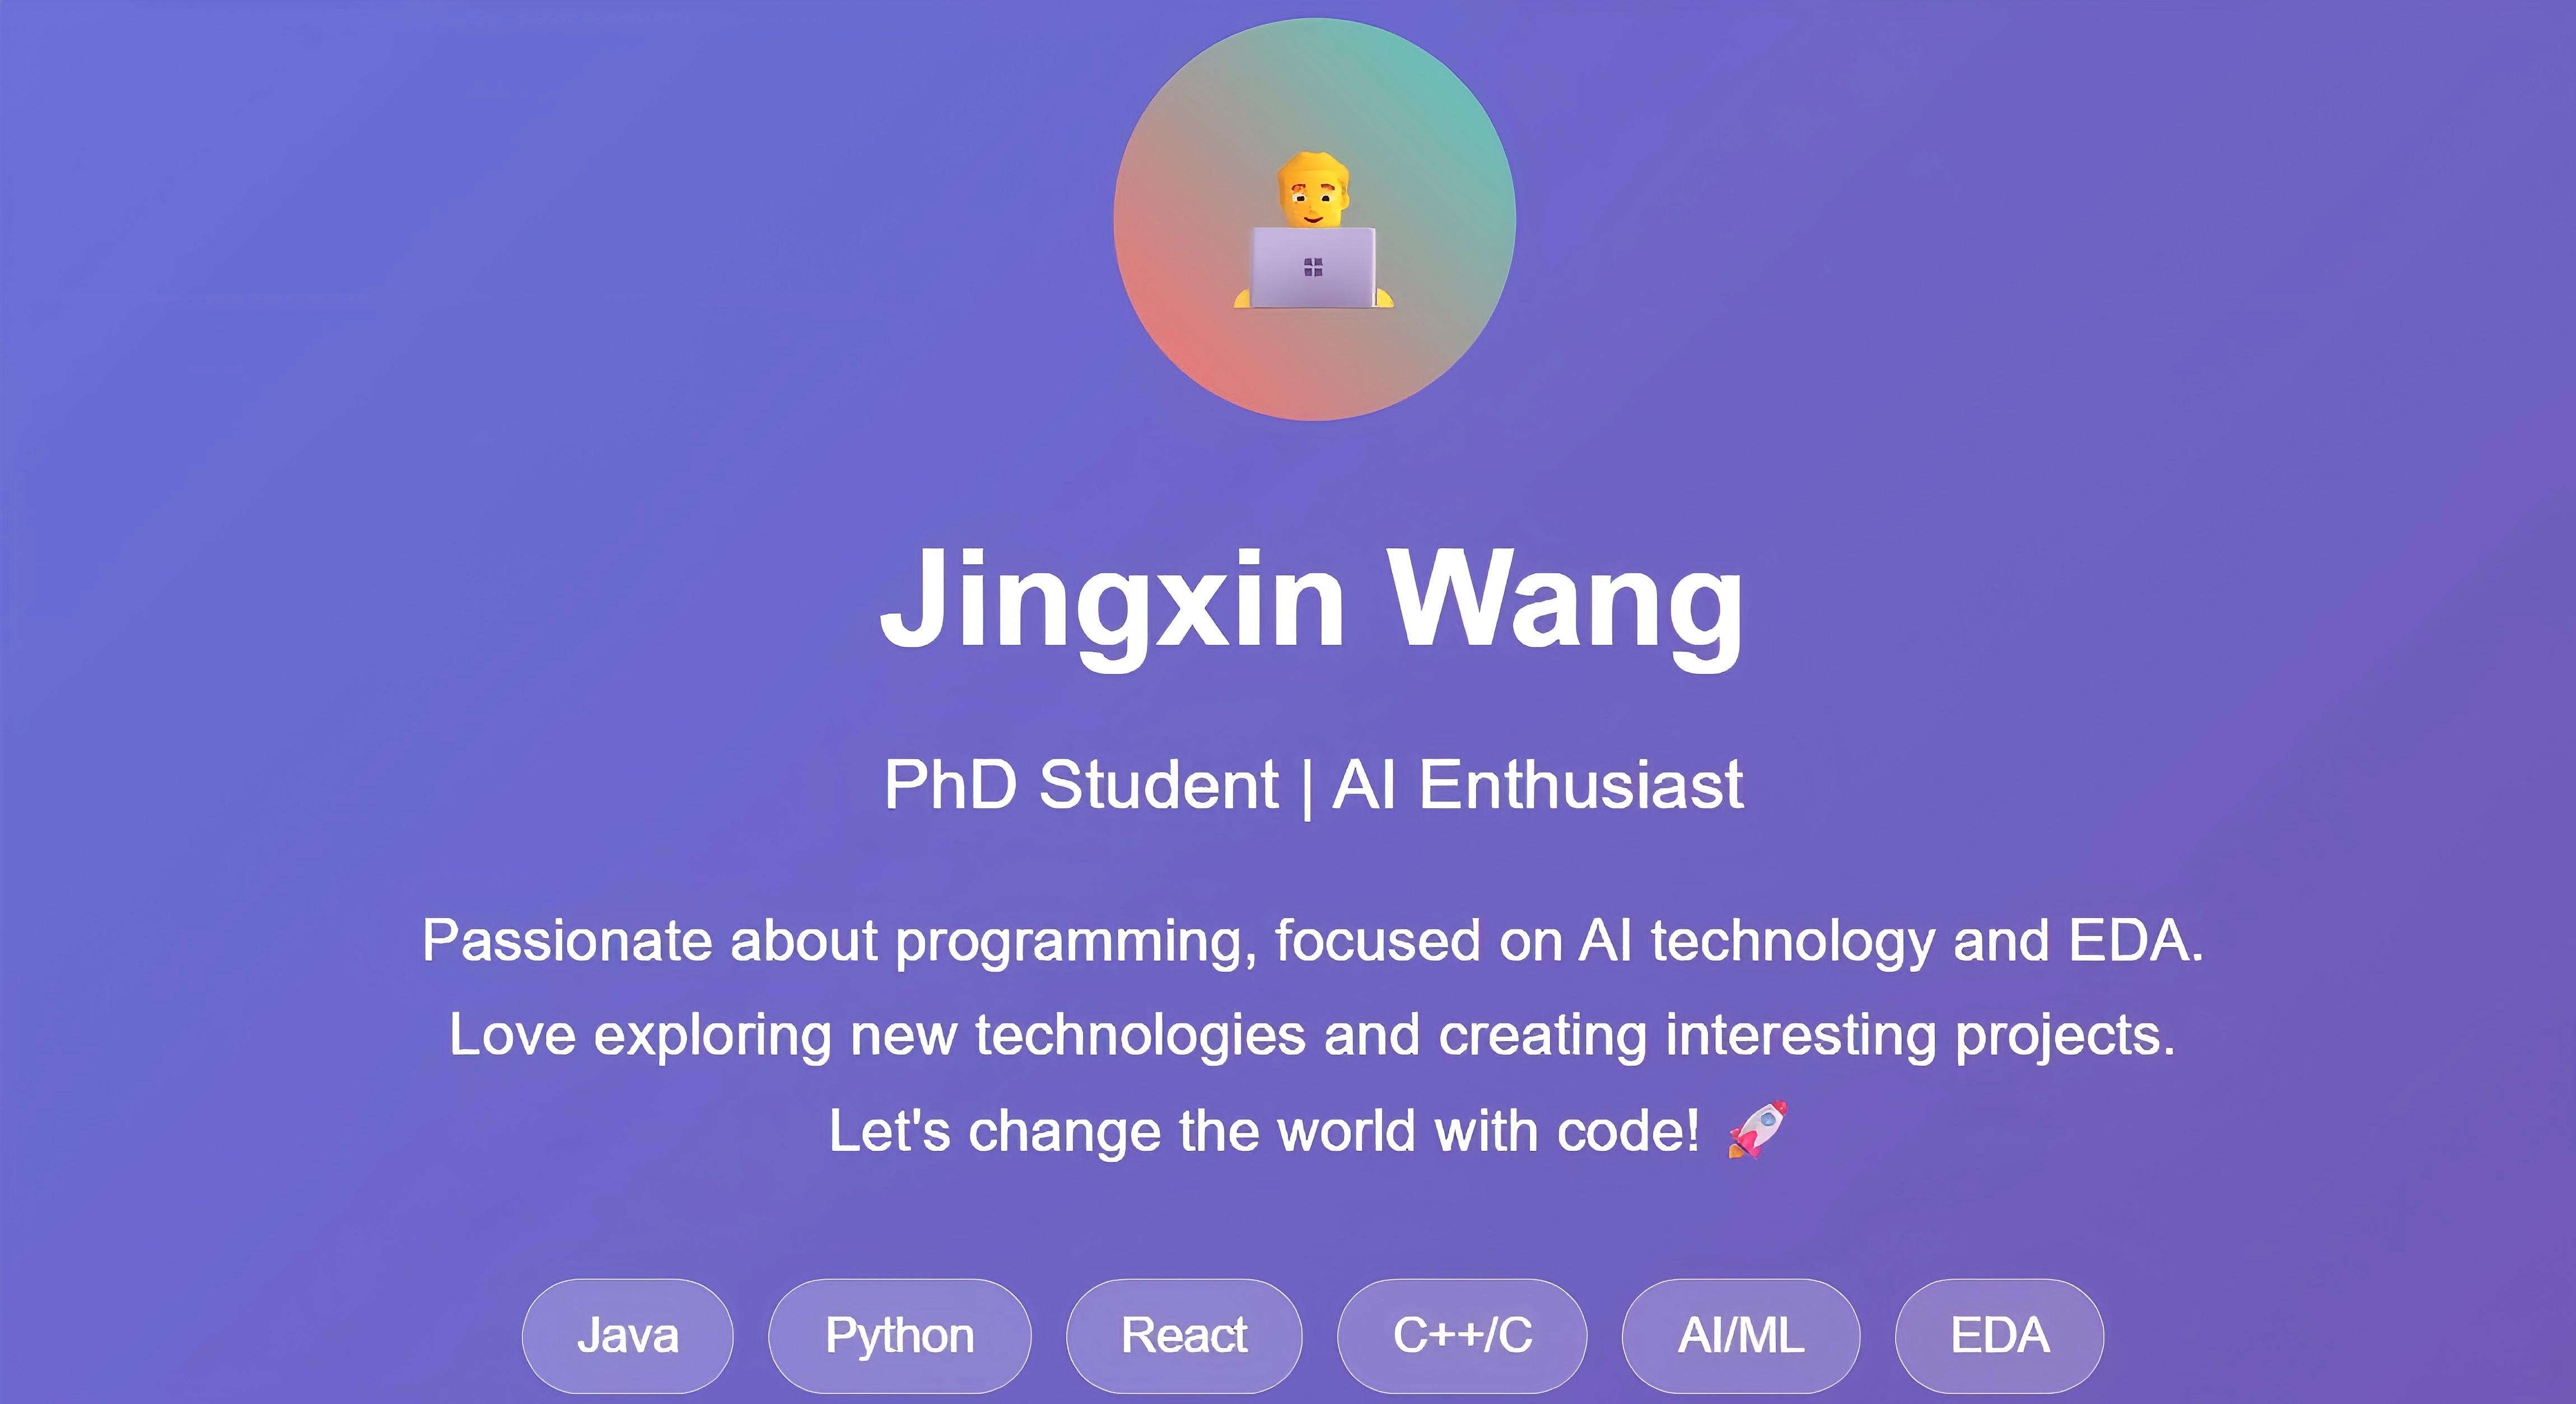 Jingxin Wang
PhD Student | AI Enthusiast
Passionate about programming, focused on AI technology and EDA.
Love exploring new technologies and creating interesting projects.
Let's change the world with code! 🚀
Java Python React C++/C AI/ML EDA